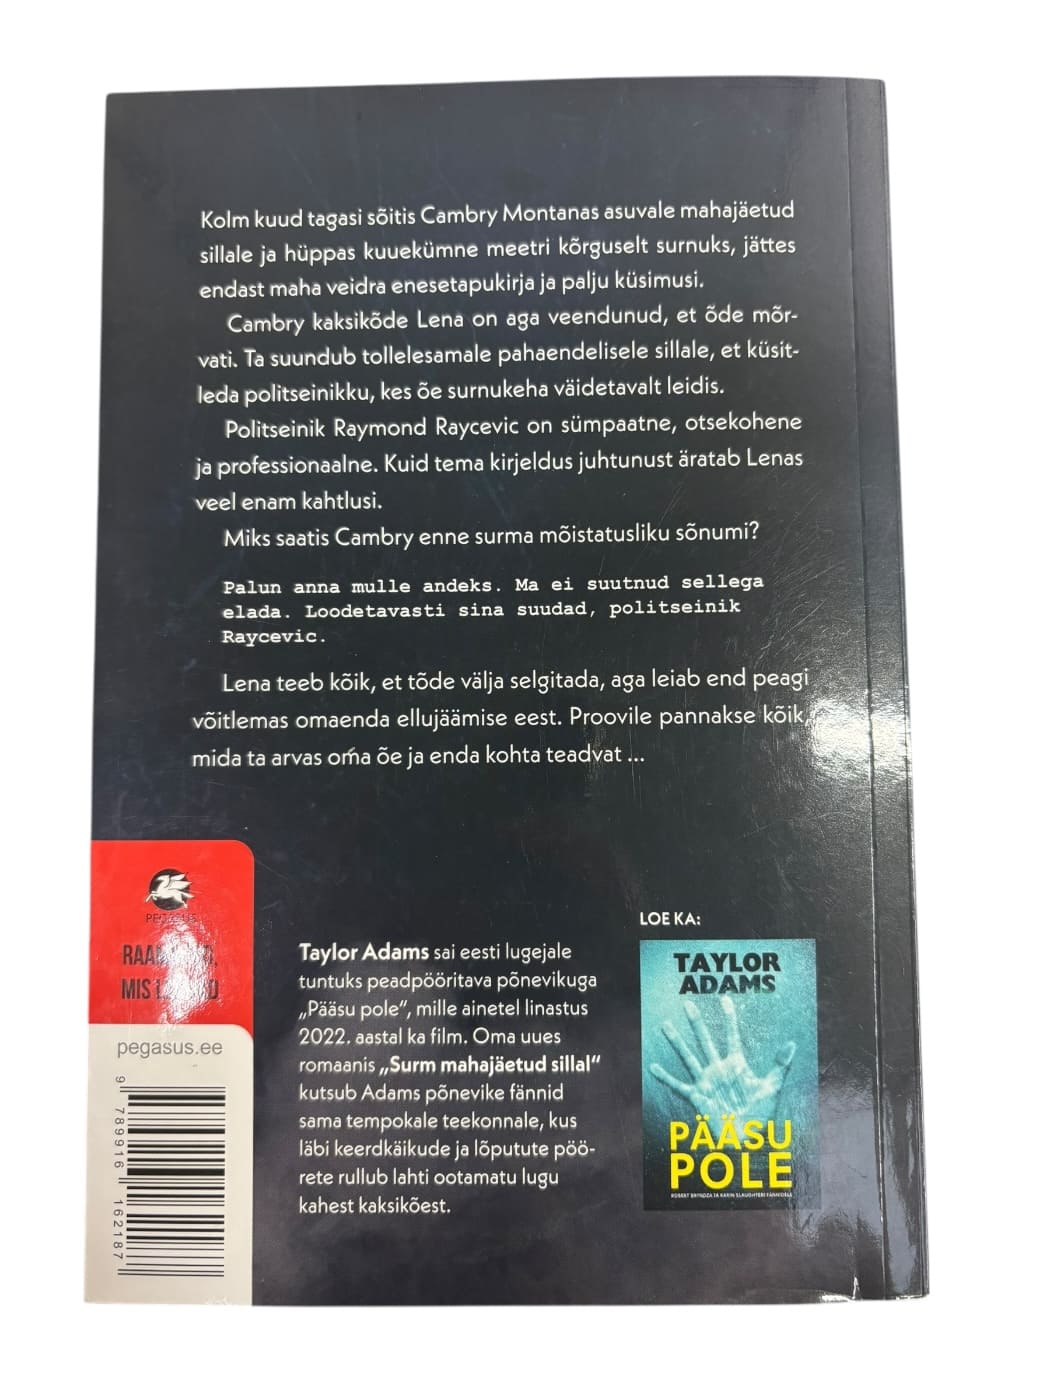 Kolm kuud tagasi sõitis Cambry Montanas asuvale mahajäetud
sillale ja hüppas kuuekümne meetri kõrguselt surnuks, jättes
endast maha veidra enesetapukirja ja palju küsimusi.
Cambry kaksikõde Lena on aga veendunud, et õde mõr-
vati. Ta suundub tollelesamale pahaendelisele sillale, et küsit-
leda politseinikku, kes õe surnukeha väidetavalt leidis.
Politseinik Raymond Raycevic on sümpaatne, otsekohene
ja professionaalne. Kuid tema kirjeldus juhtunust äratab Lenas
veel enam kahtlusi.
Miks saatis Cambry enne surma mõistatusliku sõnumi?
Palun anna mulle andeks. Ma ei suutnud sellega
elada. Loodetavasti sina suudad, politseinik
Raycevic.
Lena teeb kõik, et tõde välja selgitada, aga leiab end peagi
võitlemas omaenda ellujäämise eest. Proovile pannakse kõik,
mida ta arvas oma õe ja enda kohta teadvat ...
PEGASUS
MIS
pegasus.ee
9 789916 162187
Taylor Adams sai eesti lugejale
tuntuks peadpööritava põnevikuga
„Pääsu pole“, mille ainetel linastus
2022. aastal ka film. Oma uues
romaanis „Surm mahajäetud sillal“
kutsub Adams põnevike fännid
sama tempokale teekonnale, kus
läbi keerdkäikude ja lõputute pöö-
rete rullub lahti ootamatu lugu
kahest kaksikõest.
LOE KA:
TAYLOR
ADAMS
PÄÄSU
POLE
ROBERT BRYNDZA JA KARIN SLAUGHTERI FÄNNIDELE